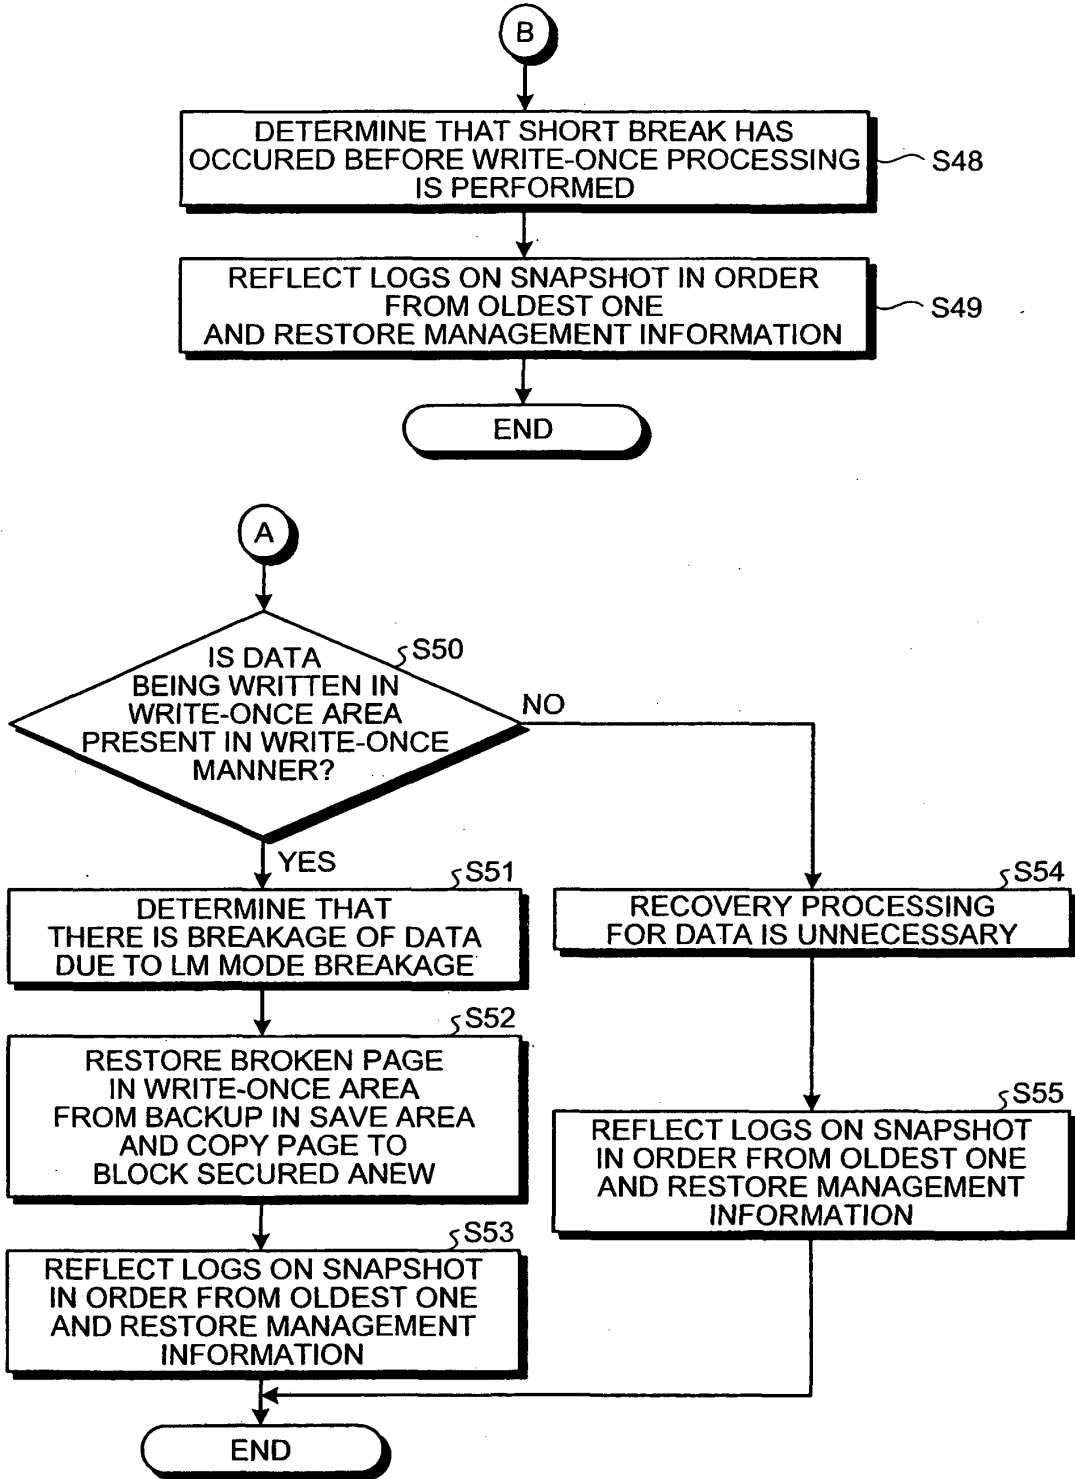 B
DETERMINE THAT SHORT BREAK HAS
OCCURED BEFORE WRITE-ONCE PROCESSING
IS PERFORMED
S48
REFLECT LOGS ON SNAPSHOT IN ORDER
FROM OLDEST ONE
AND RESTORE MANAGEMENT INFORMATION
S49
END
A
S50
IS DATA
BEING WRITTEN IN
WRITE-ONCE AREA
PRESENT IN WRITE-ONCE
MANNER?
NO
YES
S51
DETERMINE THAT
THERE IS BREAKAGE OF DATA
DUE TO LM MODE BREAKAGE
S54
RECOVERY PROCESSING
FOR DATA IS UNNECESSARY
S52
RESTORE BROKEN PAGE
IN WRITE-ONCE AREA
FROM BACKUP IN SAVE AREA
AND COPY PAGE TO
BLOCK SECURED ANEW
S55
REFLECT LOGS ON SNAPSHOT
IN ORDER FROM OLDEST ONE
AND RESTORE MANAGEMENT
INFORMATION
S53
REFLECT LOGS ON SNAPSHOT
IN ORDER FROM OLDEST ONE
AND RESTORE MANAGEMENT
INFORMATION
END